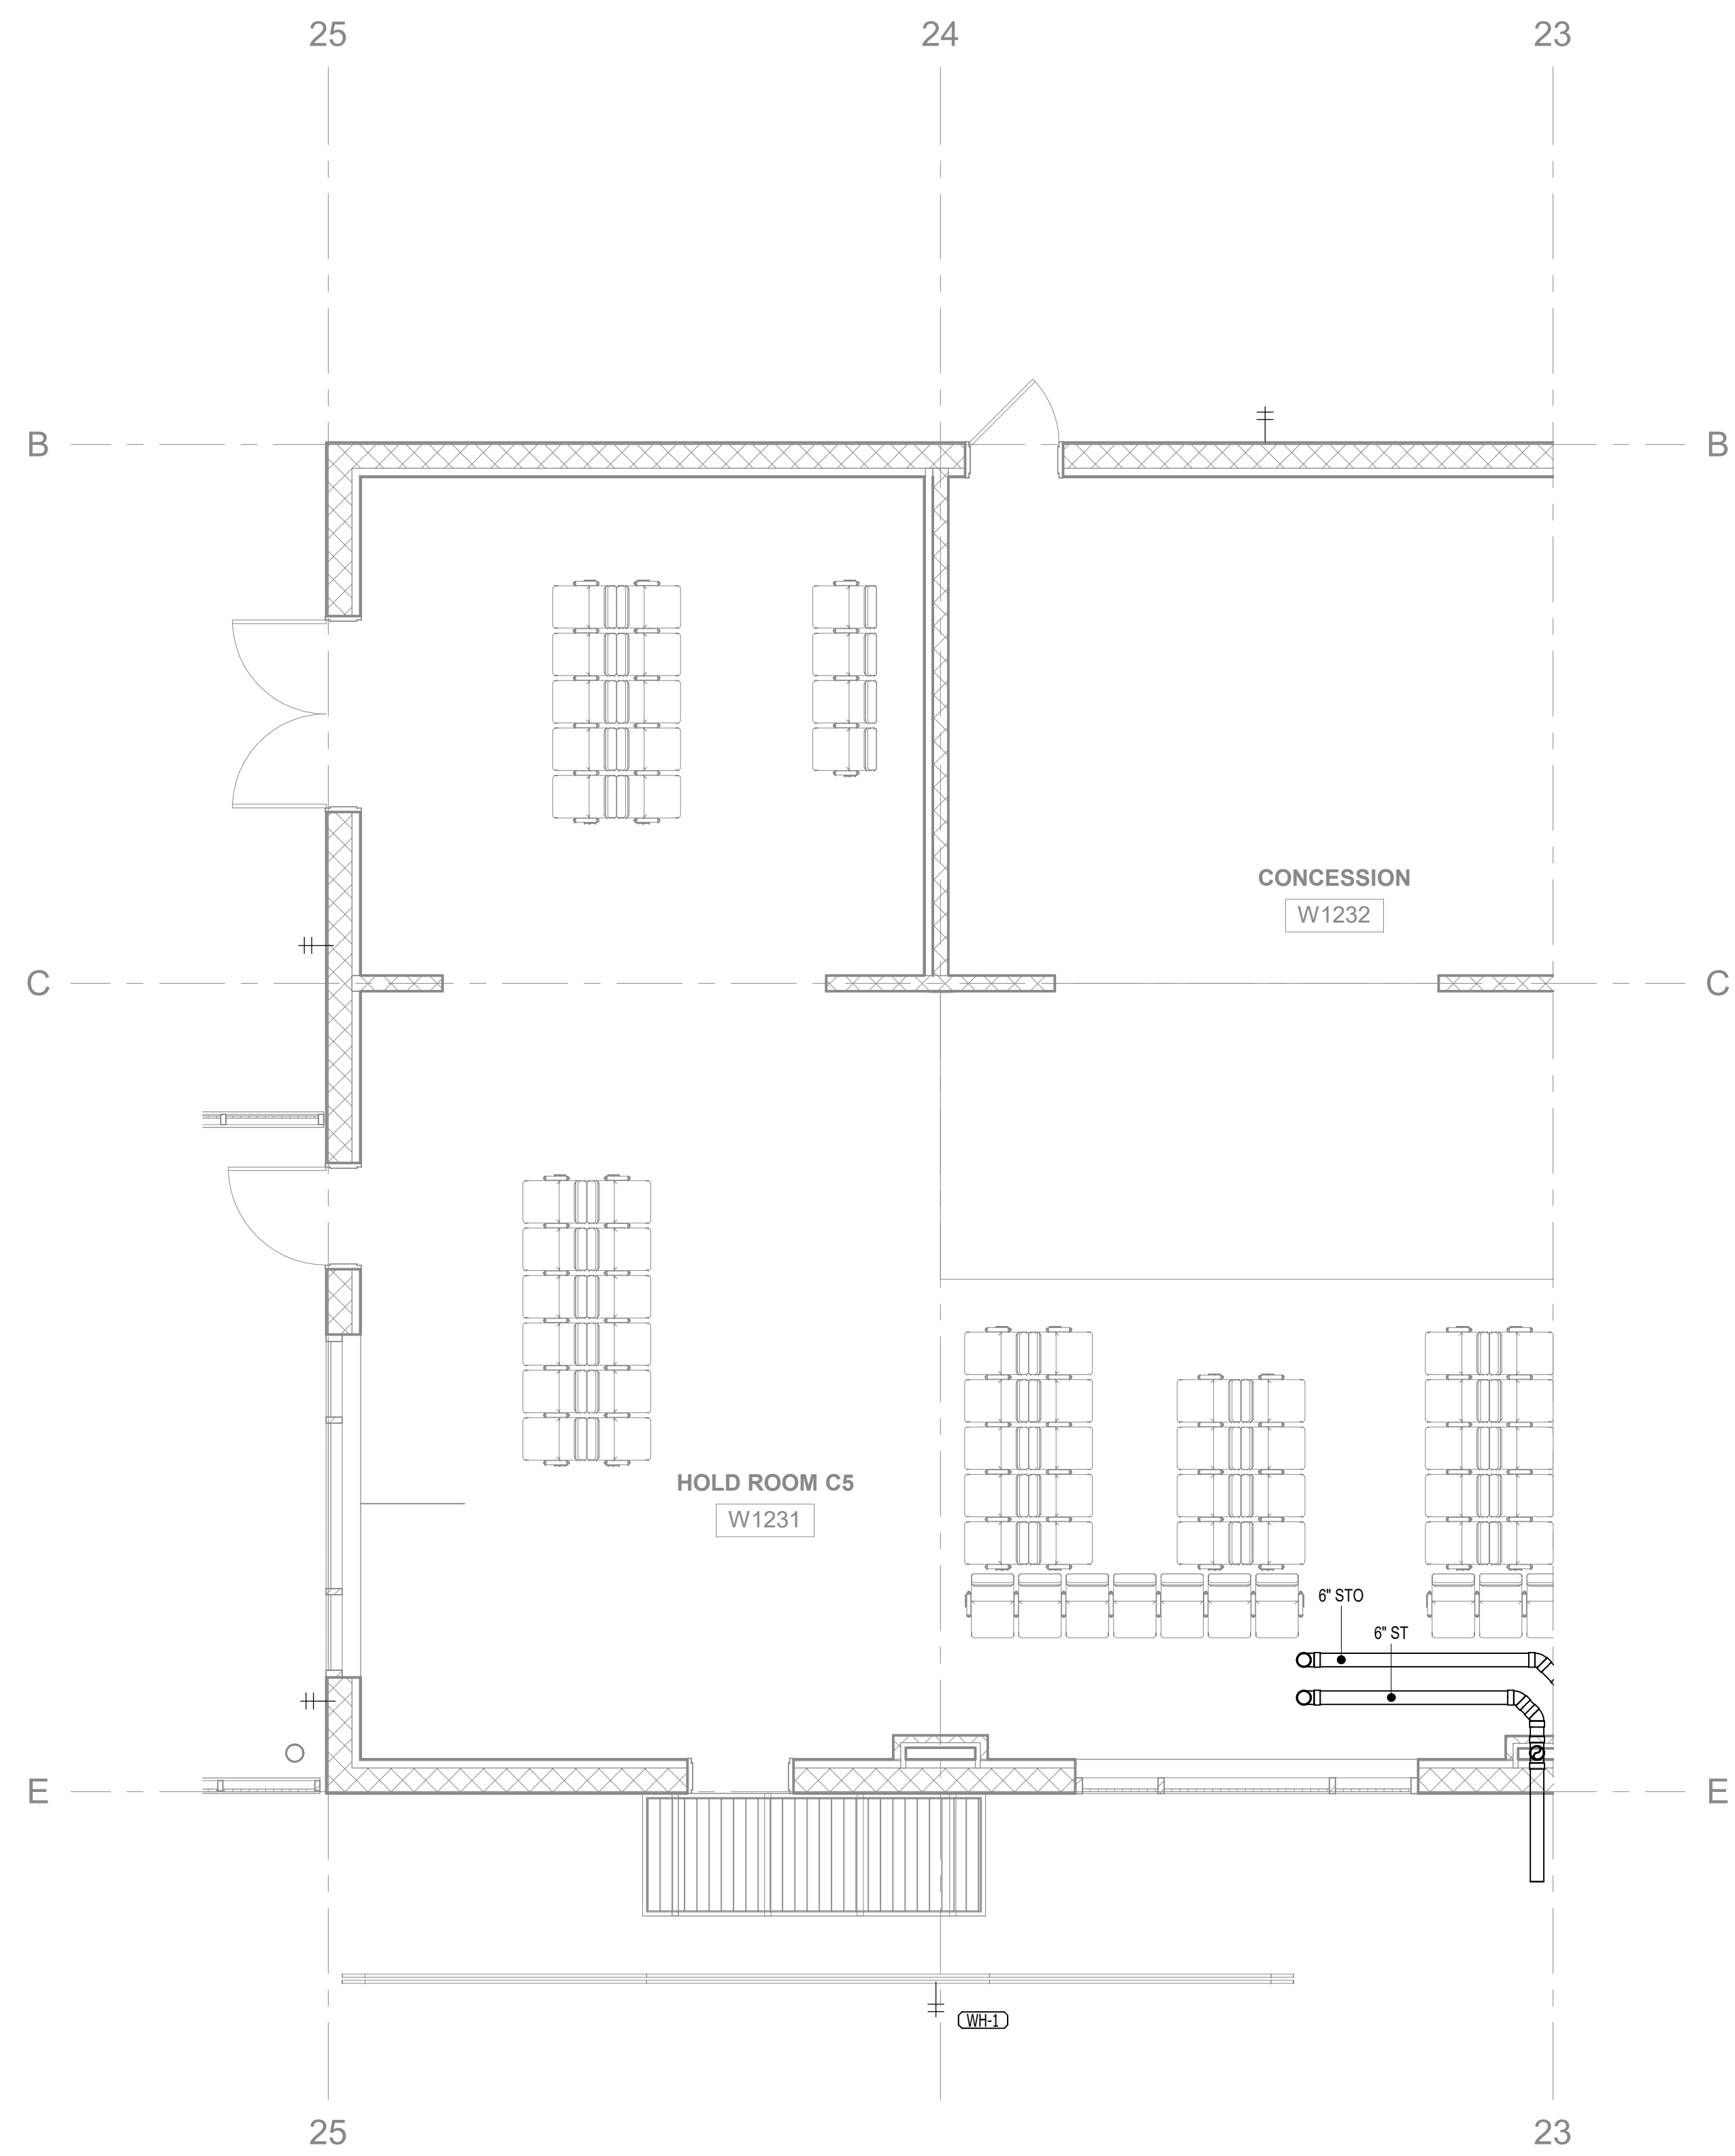 25 24 23
B B
CONCESSION
W1232
C C
HOLD ROOM C5
W1231
6" STO
6" ST
E E
WH-1
25 23